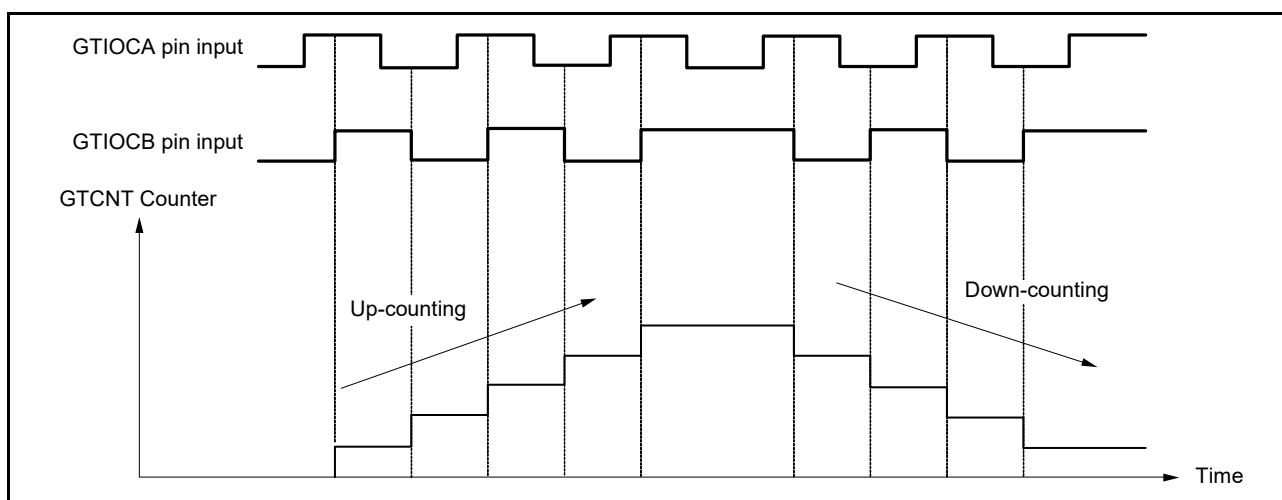 GTIOCA pin input
GTIOCB pin input
GTCNT Counter
Up-counting
Down-counting
Time